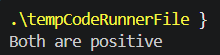 .\tempCodeRunnerFile }
Both are positive